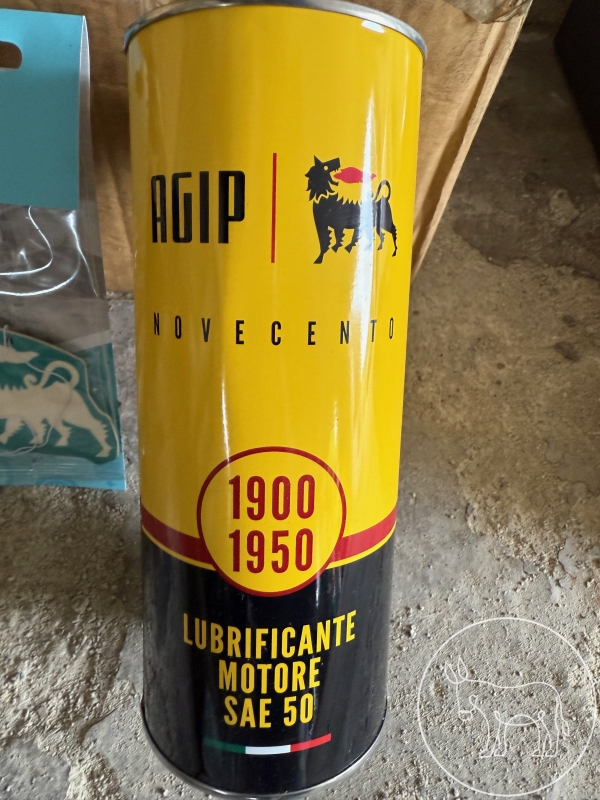 AGIP
NOVECENTO
1900
1950
LUBRIFICANTE
MOTORE
SAE 50